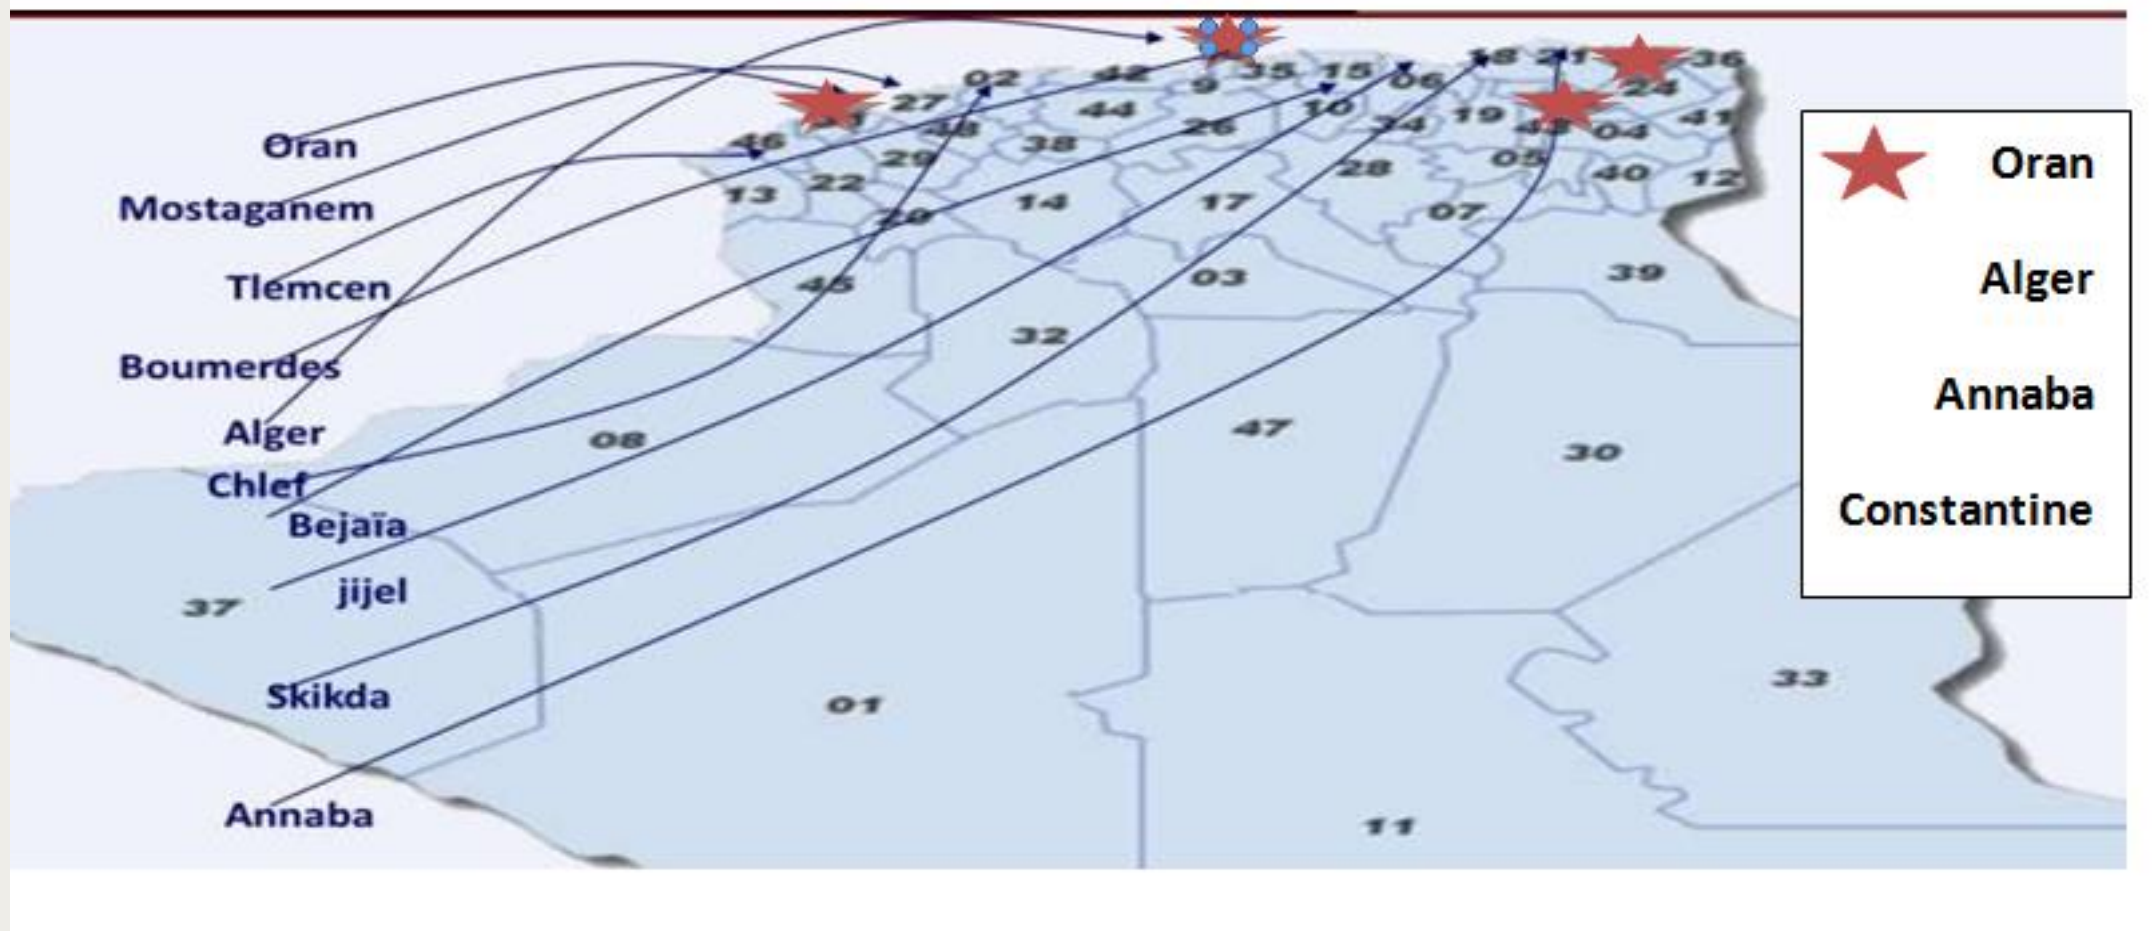 Oran
Mostaganem
Tlemcen
Boumerdes
Alger
Chlef
Bejaïa
jijel
Skikda
Annaba
02 42 35 15 18 21 36
27 9 06 24
44 10
46 48 26 34 19 43 04 41
29 38 05
13 22 28 40 12
20 14 17 07
45 03 39
32
08 47 30
37
01 33
11
Oran
Alger
Annaba
Constantine